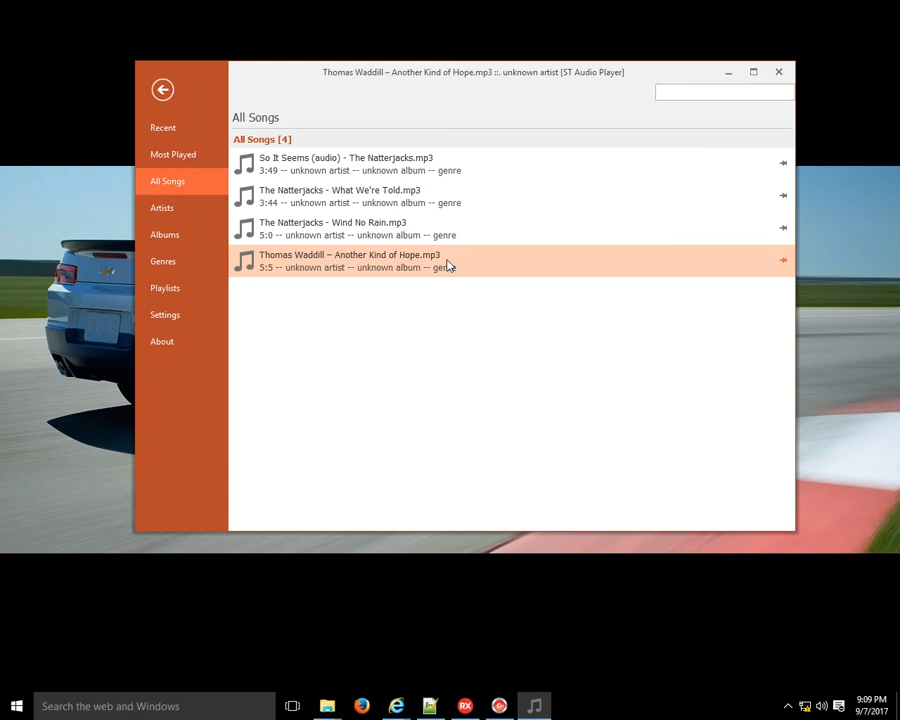 Thomas Waddill – Another Kind of Hope.mp3 ::. unknown artist [ST Audio Player]
Recent
Most Played
All Songs
Artists
Albums
Genres
Playlists
Settings
About
All Songs
All Songs [4]
So It Seems (audio) - The Natterjacks.mp3
3:49 -- unknown artist -- unknown album -- genre
The Natterjacks - What We're Told.mp3
3:44 -- unknown artist -- unknown album -- genre
The Natterjacks - Wind No Rain.mp3
5:0 -- unknown artist -- unknown album -- genre
Thomas Waddill – Another Kind of Hope.mp3
5:5 -- unknown artist -- unknown album -- genre
Search the web and Windows
RX
9:09 PM
9/7/2017